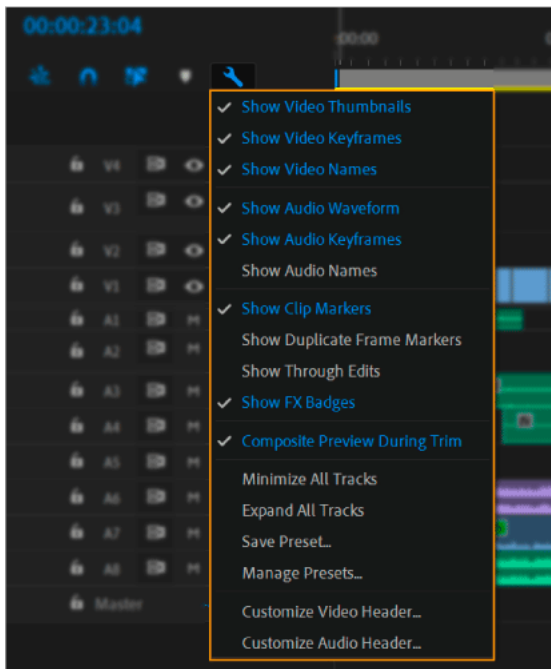 00:00:23:04
:00:00
Show Video Thumbnails
Show Video Keyframes
Show Video Names
Show Audio Waveform
Show Audio Keyframes
Show Audio Names
Show Clip Markers
Show Duplicate Frame Markers
Show Through Edits
Show FX Badges
Composite Preview During Trim
Minimize All Tracks
Expand All Tracks
Save Preset...
Manage Presets...
Customize Video Header...
Customize Audio Header...
V4
V3
V2
V1
A1 M
A2 M
A3 M
A4 M
A5 M
A6 M
A7 M
A8 M
Master